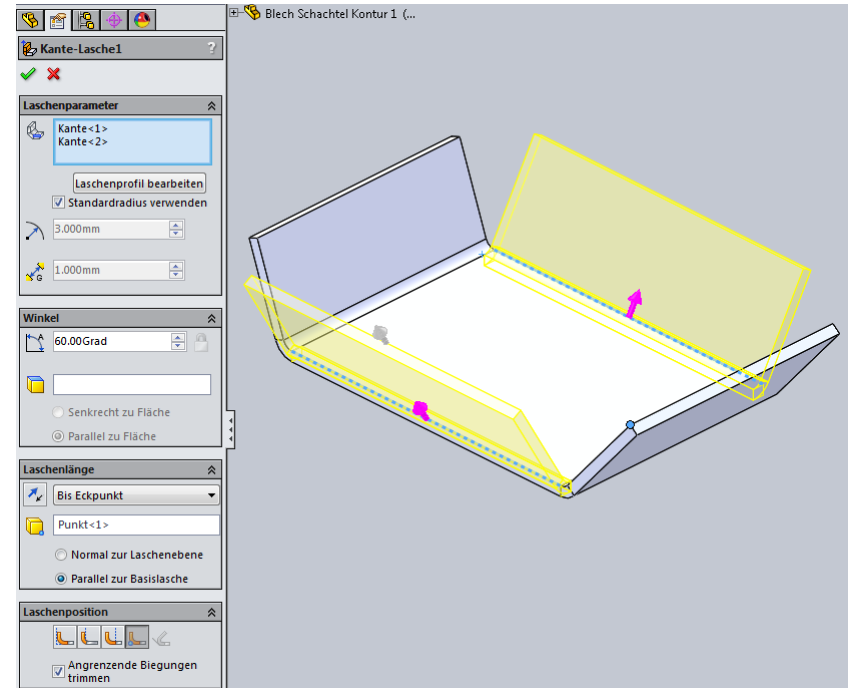 Blech Schachtel Kontur 1 (...
Kante-Lasche1
?
Laschenparameter
Kante<1>
Kante<2>
Laschenprofil bearbeiten
Standardradius verwenden
3.000mm
G
1.000mm
Winkel
A
60.00Grad
Senkrecht zu Fläche
Parallel zu Fläche
Laschenlänge
Bis Eckpunkt
Punkt<1>
Normal zur Laschenebene
Parallel zur Basislasche
Laschenposition
Angrenzende Biegungen
trimmen